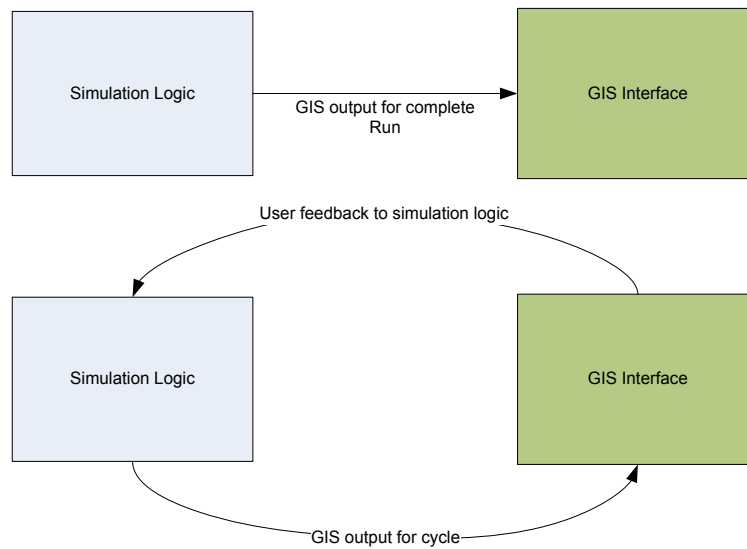 Simulation Logic
GIS output for complete
Run
GIS Interface
User feedback to simulation logic
Simulation Logic
GIS Interface
GIS output for cycle